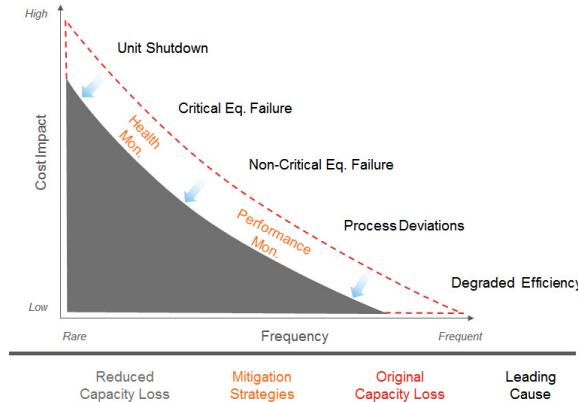 High
Unit Shutdown
Critical Eq. Failure
Health
Mon.
Non-Critical Eq. Failure
Performance
Mon.
Process Deviations
Degraded Efficiency
Cost Impact
Low
Rare
Frequency
Frequent
Reduced
Capacity Loss
Mitigation
Strategies
Original
Capacity Loss
Leading
Cause